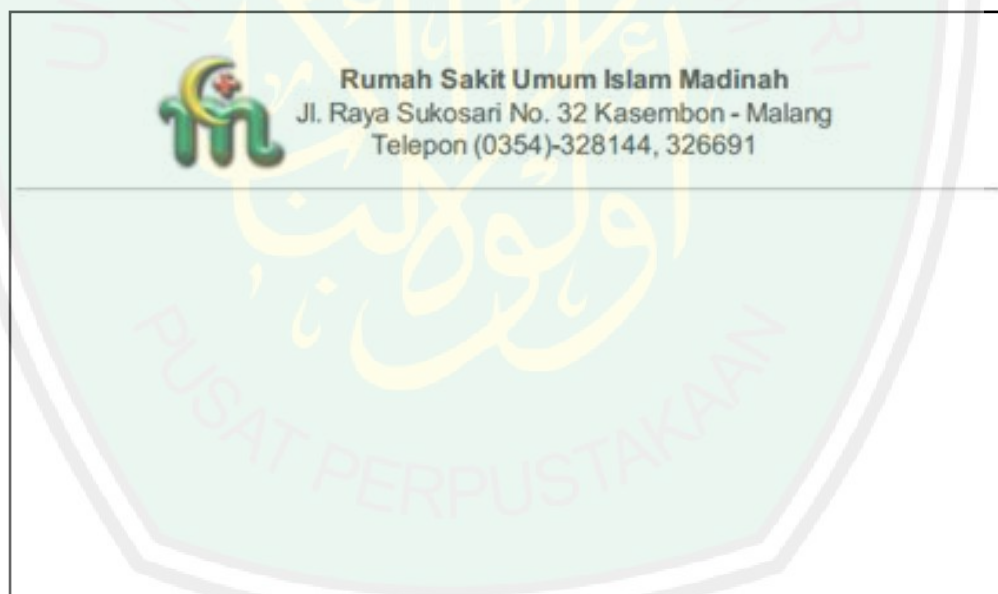 Rumah Sakit Umum Islam Madinah
Jl. Raya Sukosari No. 32 Kasembon - Malang
Telepon (0354)-328144, 326691
PUSAT PERPUSTAKAAN